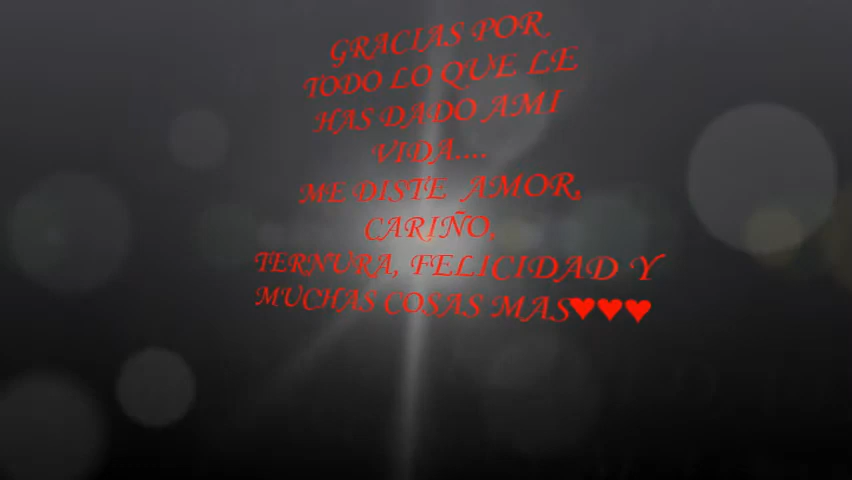 GRACIAS POR
TODO LO QUE LE
HAS DADO AMI
VIDA....
ME DISTE AMOR,
CARIÑO,
TERNURA, FELICIDAD Y
MUCHAS COSAS MAS♥♥♥